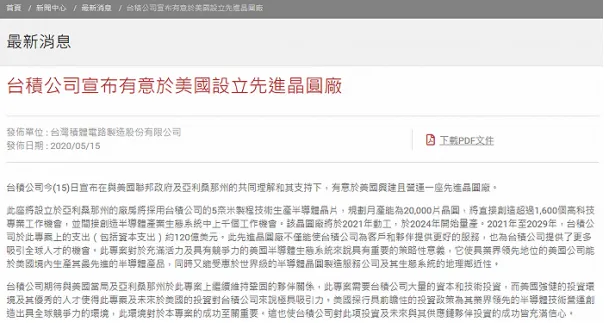 首頁 / 新聞中心 / 最新消息 / 台積公司宣布有意於美國設立先進晶圓廠
最新消息
台積公司宣布有意於美國設立先進晶圓廠
發佈單位 : 台灣積體電路製造股份有限公司
發佈日期 : 2020/05/15
下載PDF文件
台積公司今(15)日宣布在與美國聯邦政府及亞利桑那州的共同理解和其支持下，有意於美國興建且營運一座先進晶圓廠。
此座將設立於亞利桑那州的廠房將採用台積公司的5奈米製程技術生產半導體晶片，規劃月產能為20,000片晶圓、將直接創造超過1,600個高科技
專業工作機會，並間接創造半導體產業生態系統中上千個工作機會。該晶圓廠將於2021年動工，於2024年開始量產。2021年至2029年，台積公
司於此專案上的支出（包括資本支出）約120億美元。此先進晶圓廠不僅能使台積公司為客戶和夥伴提供更好的服務，也為台積公司提供了更多
吸引全球人才的機會。此專案對於充滿活力及具有競爭力的美國半導體生態系統來說具有重要的策略性意義，它使具業界領先地位的美國公司能
於美國境內生產其最先進的半導體產品，同時又能受惠於世界級的半導體晶圓製造服務公司及其生態系統的地理鄰近性。
台積公司期待與美國當局及亞利桑那州於此專案上繼續維持鞏固的夥伴關係，此專案需要台積公司大量的資本和技術投資，而美國強健的投資環
境及其優秀的人才使得此專案及未來於美國的投資對台積公司來說極具吸引力。美國採行具前瞻性的投資政策為其業界領先的半導體技術營運創
造出具全球競爭力的環境，此環境對於本專案的成功至關重要。這也使台積公司對此項投資及未來與其供應鏈夥伴投資的成功皆充滿信心。